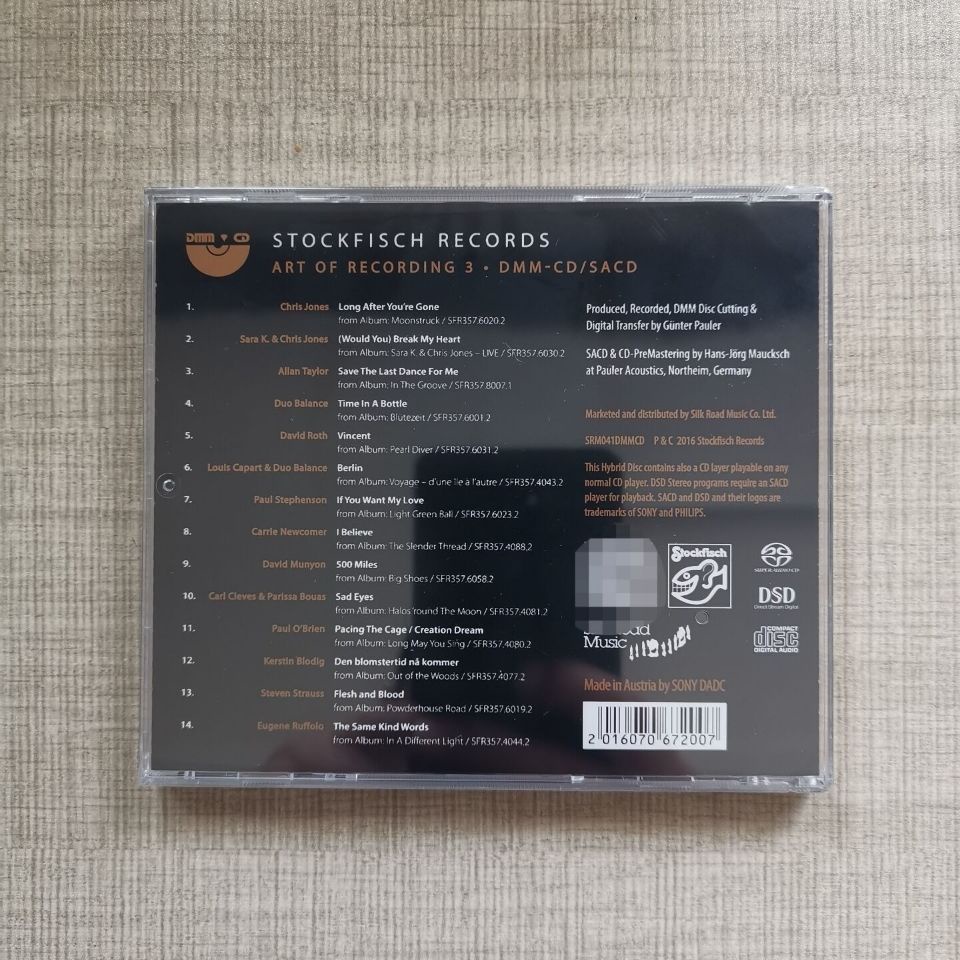 DMM CD
STOCKFISCH RECORDS
ART OF RECORDING 3 • DMM-CD/SACD
1. Chris Jones Long After You're Gone
from Album: Moonstruck / SFR357.6020.2
2. Sara K. & Chris Jones (Would You) Break My Heart
from Album: Sara K. & Chris Jones – LIVE / SFR357.6030.2
3. Allan Taylor Save The Last Dance For Me
from Album: In The Groove / SFR357.8007.1
4. Duo Balance Time In A Bottle
from Album: Blütezeit / SFR357.6001.2
5. David Roth Vincent
from Album: Pearl Diver / SFR357.6031.2
6. Louis Capart & Duo Balance Berlin
from Album: Voyage – d'une île à l'autre / SFR357.4043.2
7. Paul Stephenson If You Want My Love
from Album: Light Green Ball / SFR357.6023.2
8. Carrie Newcomer I Believe
from Album: The Slender Thread / SFR357.4088.2
9. David Munyon 500 Miles
from Album: Big Shoes / SFR357.6058.2
10. Carl Cleves & Parissa Bouas Sad Eyes
from Album: Halos 'round The Moon / SFR357.4081.2
11. Paul O'Brien Pacing The Cage / Creation Dream
from Album: Long May You Sing / SFR357.4080.2
12. Kerstin Blodig Den blomstertid nå kommer
from Album: Out of the Woods / SFR357.4077.2
13. Steven Strauss Flesh and Blood
from Album: Powderhouse Road / SFR357.6019.2
14. Eugene Ruffolo The Same Kind Words
from Album: In A Different Light / SFR357.4044.2
Produced, Recorded, DMM Disc Cutting &
Digital Transfer by Günter Pauler
SACD & CD-PreMastering by Hans-Jörg Maucksch
at Pauler Acoustics, Northeim, Germany
Marketed and distributed by Silk Road Music Co. Ltd.
SRM041DMMCD P & C 2016 Stockfisch Records
This Hybrid Disc contains also a CD layer playable on any
normal CD player. DSD Stereo programs require an SACD
player for playback. SACD and DSD and their logos are
trademarks of SONY and PHILIPS.
Stockfisch
SUPER AUDIO CD
DSD
Direct Stream Digital
Music
COMPACT
disc
DIGITAL AUDIO
Made in Austria by SONY DADC
2 016070 672007